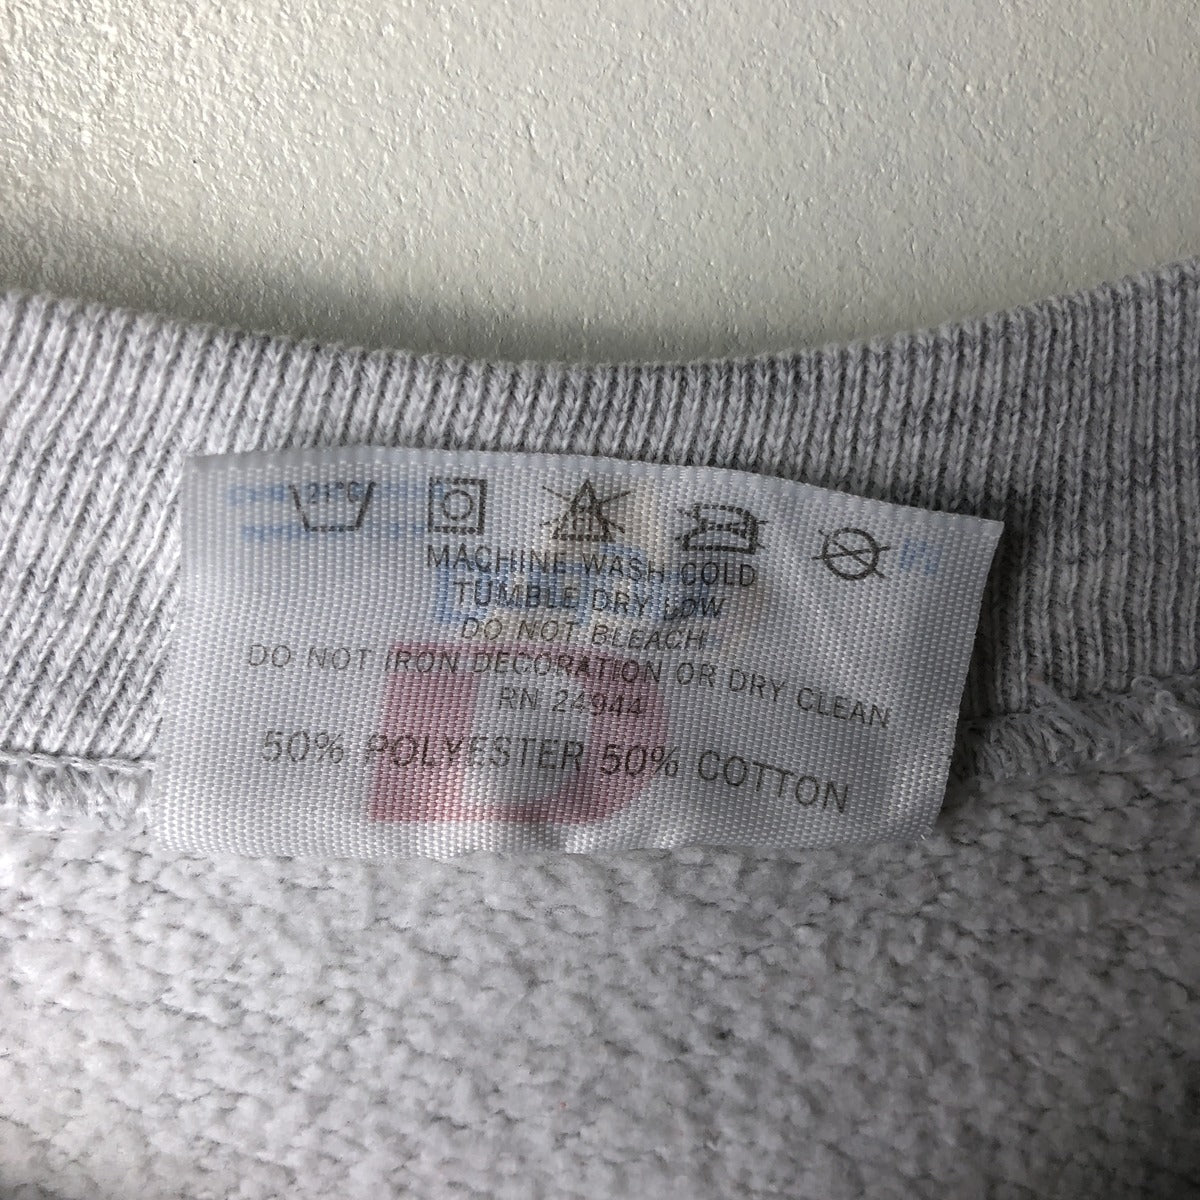 21°C
MACHINE WASH COLD
TUMBLE DRY LOW
DO NOT BLEACH
DO NOT IRON DECORATION OR DRY CLEAN
RN 24944
50% POLYESTER 50% COTTON